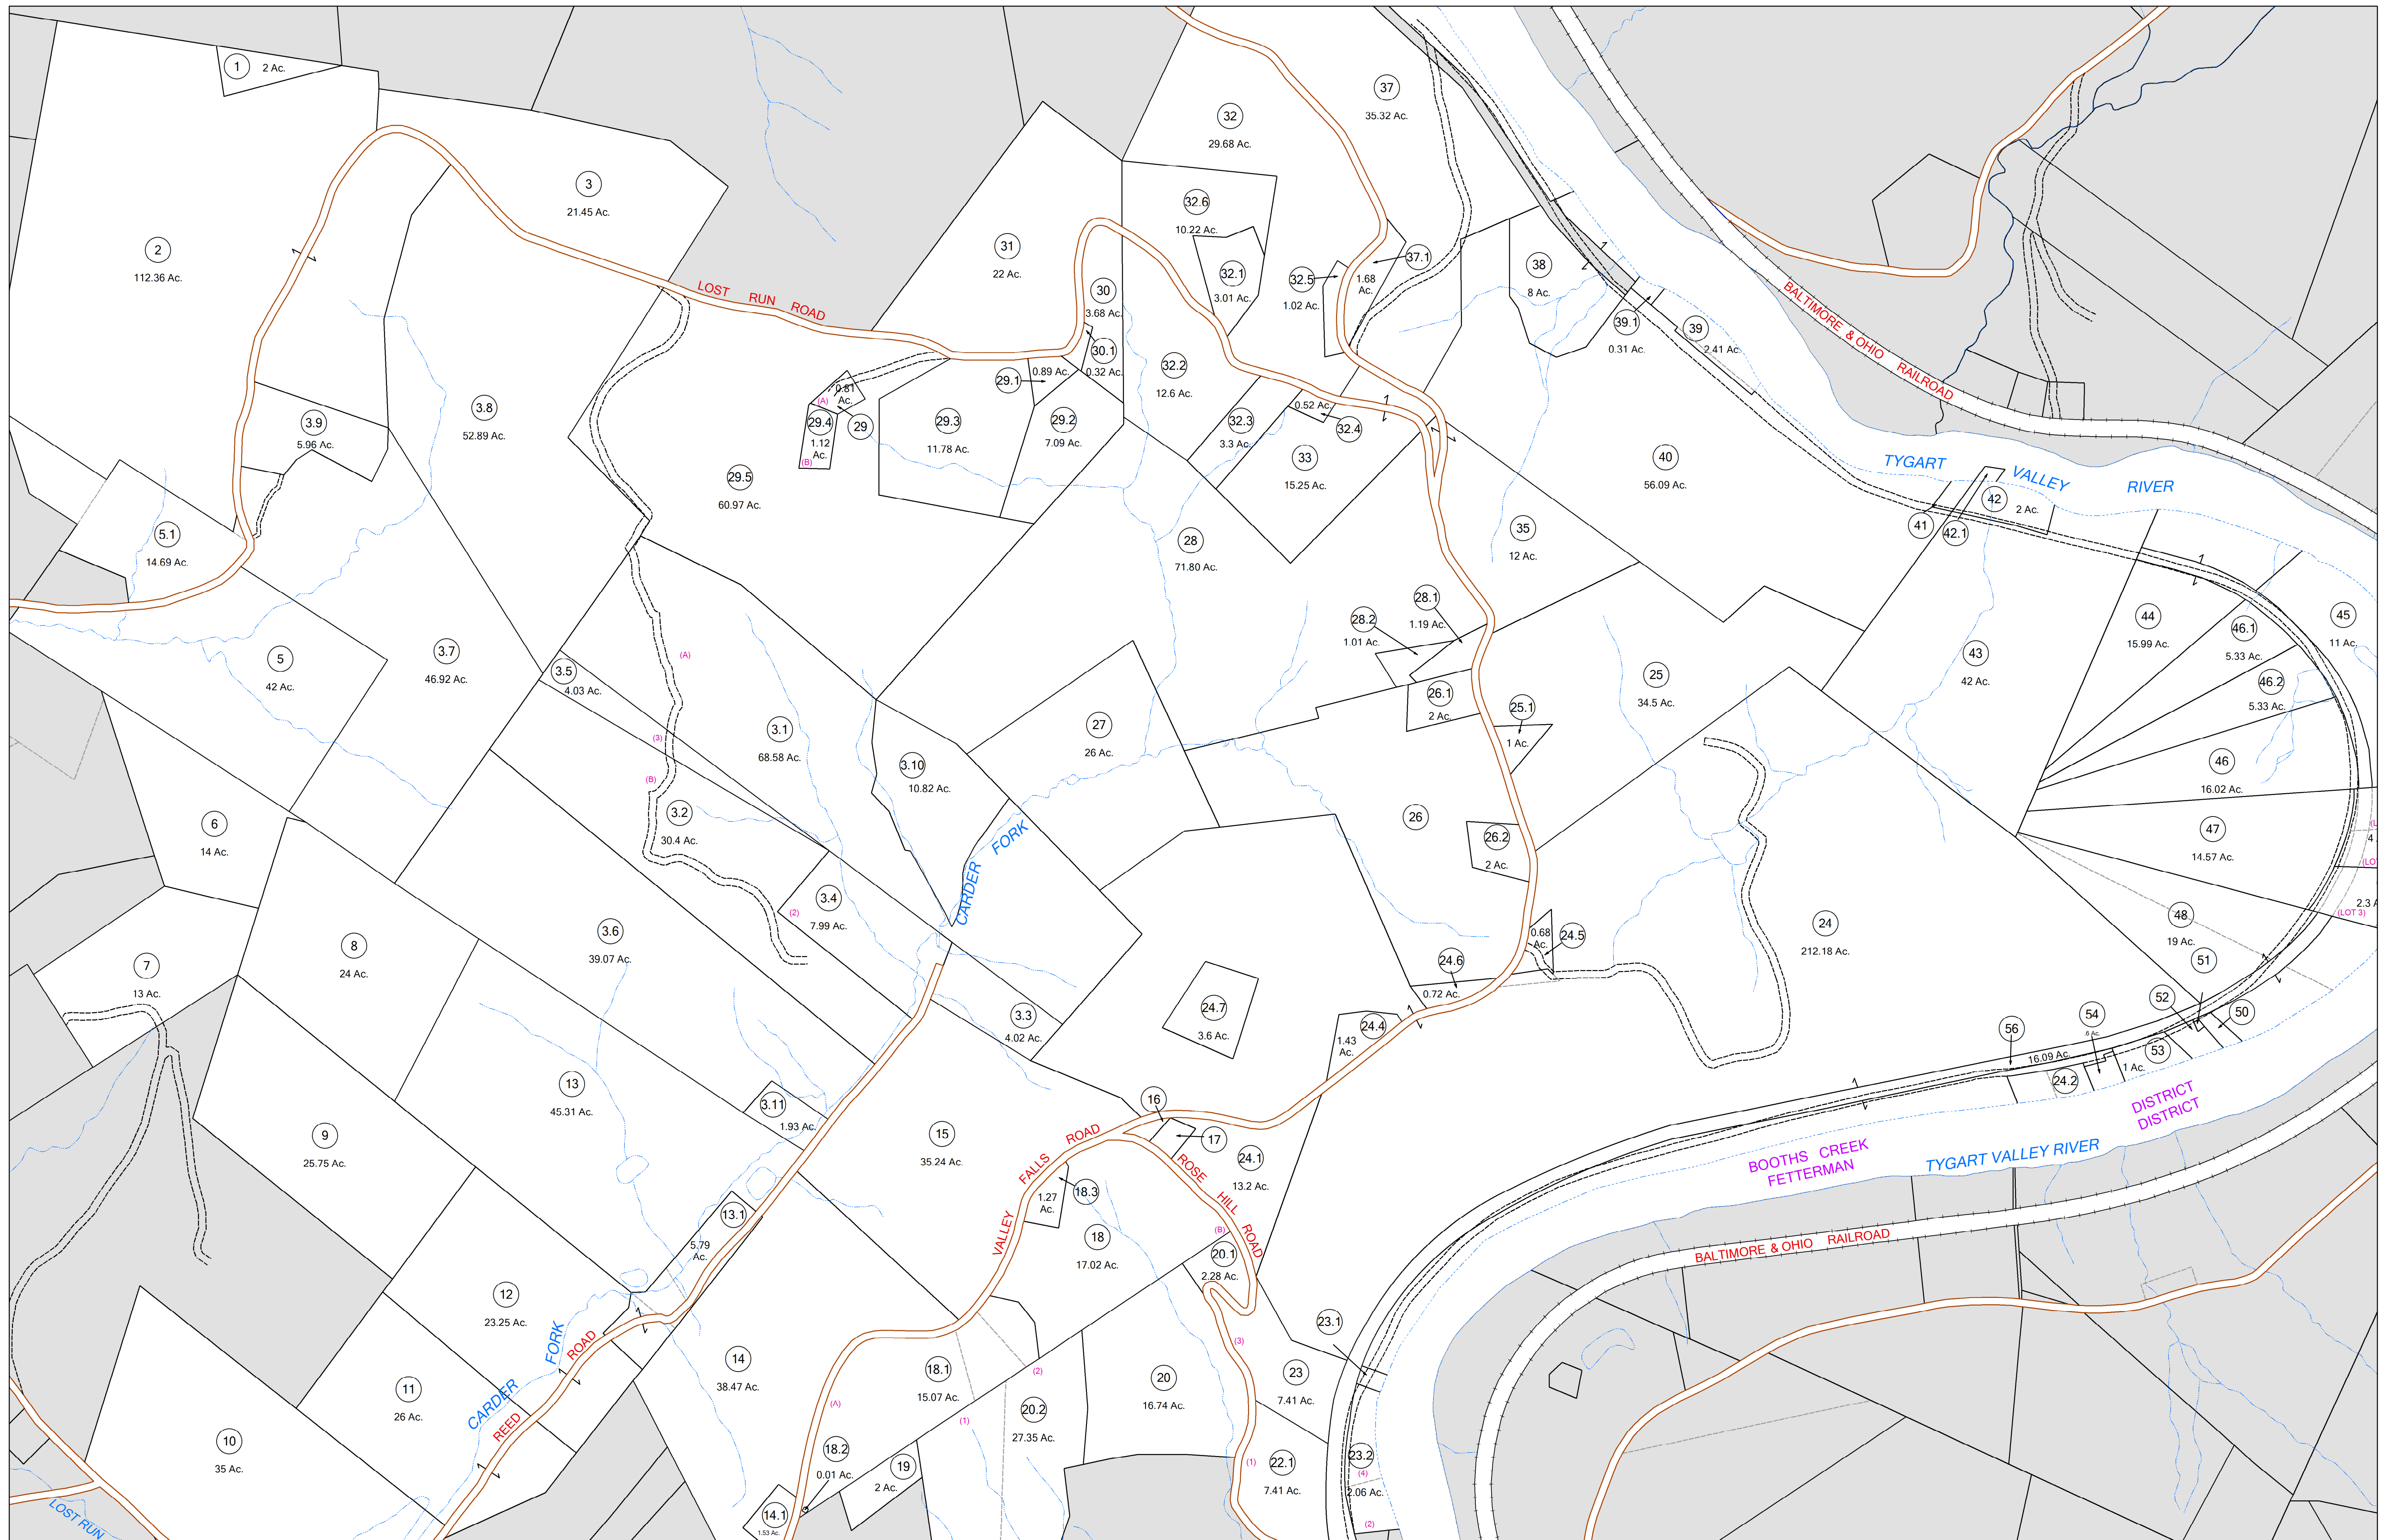 1
2 Ac.
2
112.36 Ac.
3
21.45 Ac.
32
29.68 Ac.
37
35.32 Ac.
31
22 Ac.
32.6
10.22 Ac.
32.1
3.01 Ac.
32.5
1.02 Ac.
37.1
1.68
Ac.
38
8 Ac.
39.1
0.31 Ac.
39
2.41 Ac.
LOST RUN ROAD
30
3.68 Ac.
30.1
0.32 Ac.
29.1
0.89 Ac.
32.2
12.6 Ac.
BALTIMORE & OHIO RAILROAD
3.9
5.96 Ac.
3.8
52.89 Ac.
0.81
Ac.
(A)
29.4
1.12
Ac.
(B)
29
29.3
11.78 Ac.
29.2
7.09 Ac.
32.3
3.3 Ac.
0.52 Ac.
32.4
33
15.25 Ac.
29.5
60.97 Ac.
40
56.09 Ac.
TYGART VALLEY RIVER
41
42.1
42
2 Ac.
5.1
14.69 Ac.
28
71.80 Ac.
35
12 Ac.
28.1
1.19 Ac.
28.2
1.01 Ac.
5
42 Ac.
3.7
46.92 Ac.
3.5
4.03 Ac.
(A)
(3)
(B)
3.1
68.58 Ac.
27
26 Ac.
26.1
2 Ac.
25.1
1 Ac.
25
34.5 Ac.
43
42 Ac.
44
15.99 Ac.
46.1
5.33 Ac.
45
11 Ac.
46.2
5.33 Ac.
46
16.02 Ac.
3.10
10.82 Ac.
6
14 Ac.
3.2
30.4 Ac.
CARDER FORK
26
26.2
2 Ac.
47
14.57 Ac.
(L
4
(LO
3.4
7.99 Ac.
(2)
7
13 Ac.
8
24 Ac.
3.6
39.07 Ac.
0.68
Ac.
24.5
24.6
0.72 Ac.
24
212.18 Ac.
48
19 Ac.
2.3 A
(LOT 3)
51
52
50
24.7
3.6 Ac.
3.3
4.02 Ac.
24.4
1.43
Ac.
56
16.09 Ac.
54
.6 Ac.
53
1 Ac.
24.2
13
45.31 Ac.
3.11
1.93 Ac.
9
25.75 Ac.
15
35.24 Ac.
16
17
24.1
13.2 Ac.
VALLEY FALLS ROAD
ROSE HILL ROAD
DISTRICT
DISTRICT
BOOTHS CREEK
FETTERMAN
TYGART VALLEY RIVER
18.3
1.27
Ac.
13.1
5.79
Ac.
18
17.02 Ac.
(B)
20.1
2.28 Ac.
BALTIMORE & OHIO RAILROAD
12
23.25 Ac.
CARDER FORK
REED ROAD
14
38.47 Ac.
18.1
15.07 Ac.
(2)
(A)
(1)
20
16.74 Ac.
(3)
23
7.41 Ac.
23.1
11
26 Ac.
20.2
27.35 Ac.
10
35 Ac.
18.2
0.01 Ac.
19
2 Ac.
(1)
22.1
7.41 Ac.
23.2
(4)
2.06 Ac.
(2)
14.1
1.53 Ac.
LOST RUN